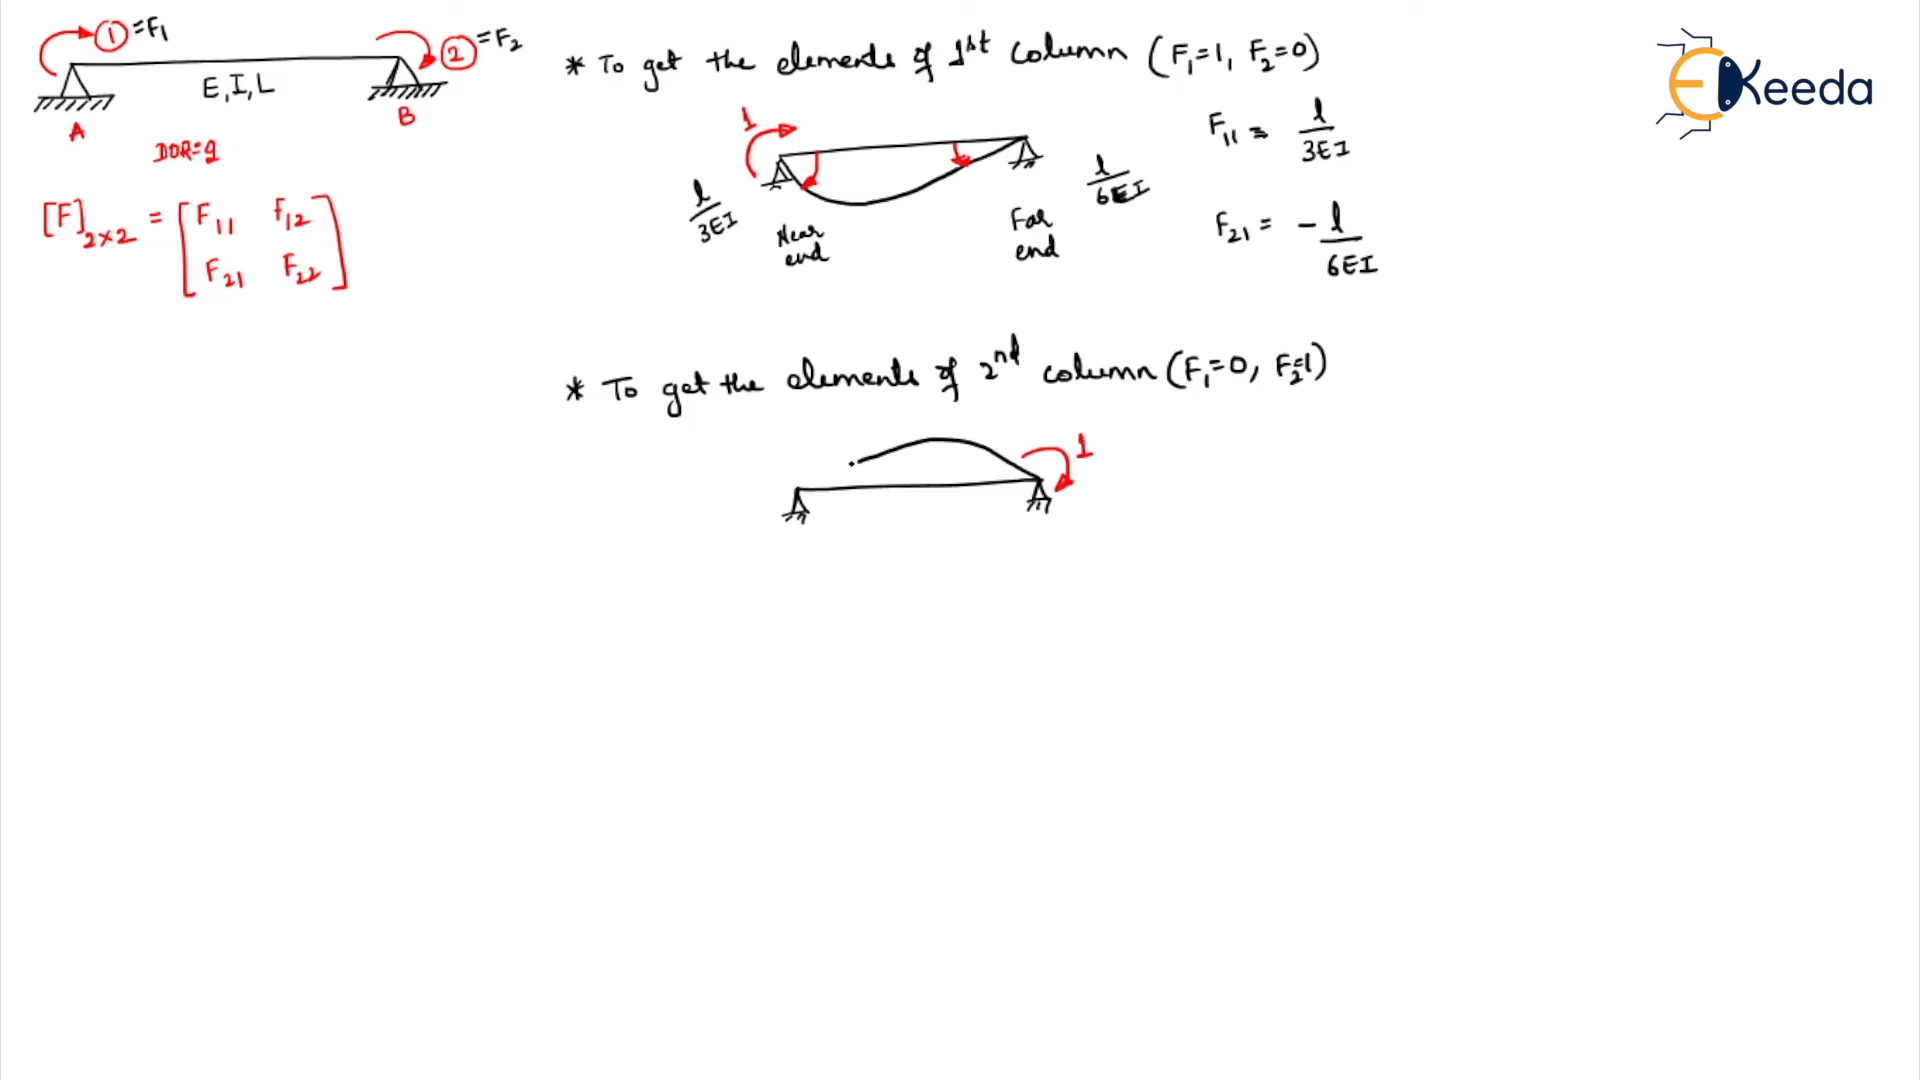 1 =F₁
2 =F₂
E, I, L
A
B
DOR=2
[F]₂ₓ₂ = [F₁₁ F₁₂
F₂₁ F₂₂]
* To get the elements of 1st column (F₁=1, F₂=0)
1
l/3EI
Near end
Far end
l/6EI
F₁₁ = l/3EI
F₂₁ = -l/6EI
* To get the elements of 2nd column (F₁=0, F₂=1)
1
EKeeda